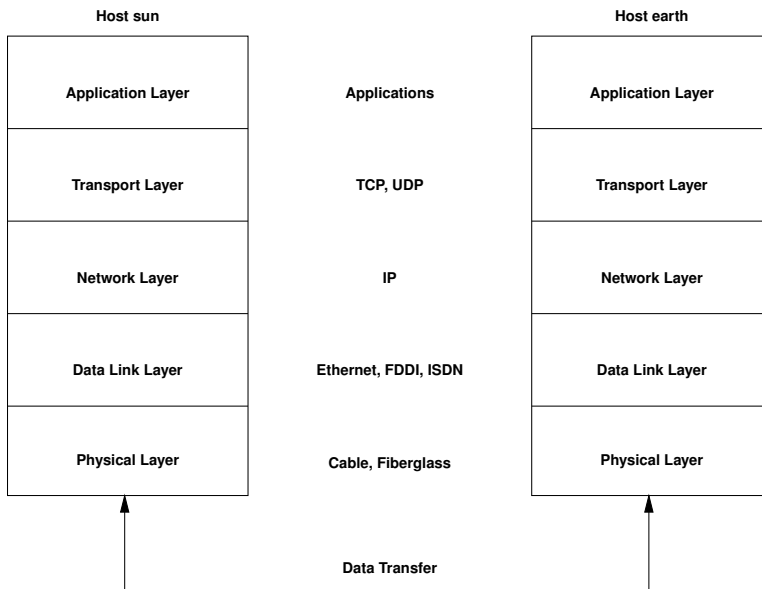 Host sun Host earth
Application Layer Applications Application Layer
Transport Layer TCP, UDP Transport Layer
Network Layer IP Network Layer
Data Link Layer Ethernet, FDDI, ISDN Data Link Layer
Physical Layer Cable, Fiberglass Physical Layer
Data Transfer